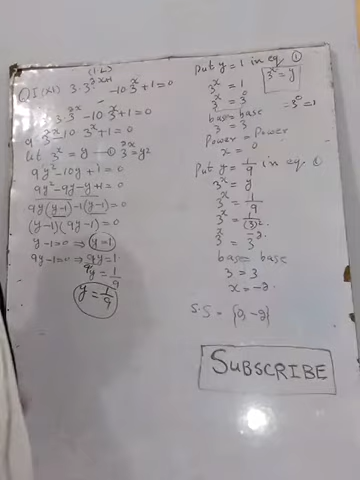 (1.2)
Q I (xi) 3.3^2x+1 -10.3^x+1=0
3.3^2x -10.3^x+1=0
9 3^2x 10 3^x+1=0
let 3^x = y —① 3^2x=y2
9y²-10y+1=0
9y²-9y-y+1=0
9y(y-1)-1(y-1)=0
(y-1)(9y-1)=0
y-1=0 ⇒ y=1
9y-1=0 ⇒ 9y=1
9y = 1/9
y = 1/9
Put y=1 in eq ①
3^x = y
3^x = 1
3^x = 3^0
=3^0=1
base=base
3 = 3
Power = Power
x = 0
Put y = 1/9 in eq. ①
3^x = y
3^x = 1/9
3^x = 1/(3)²
3^x = 3^-2
base=base
3 = 3
x = -2
S.S = {0, -2}
SUBSCRIBE